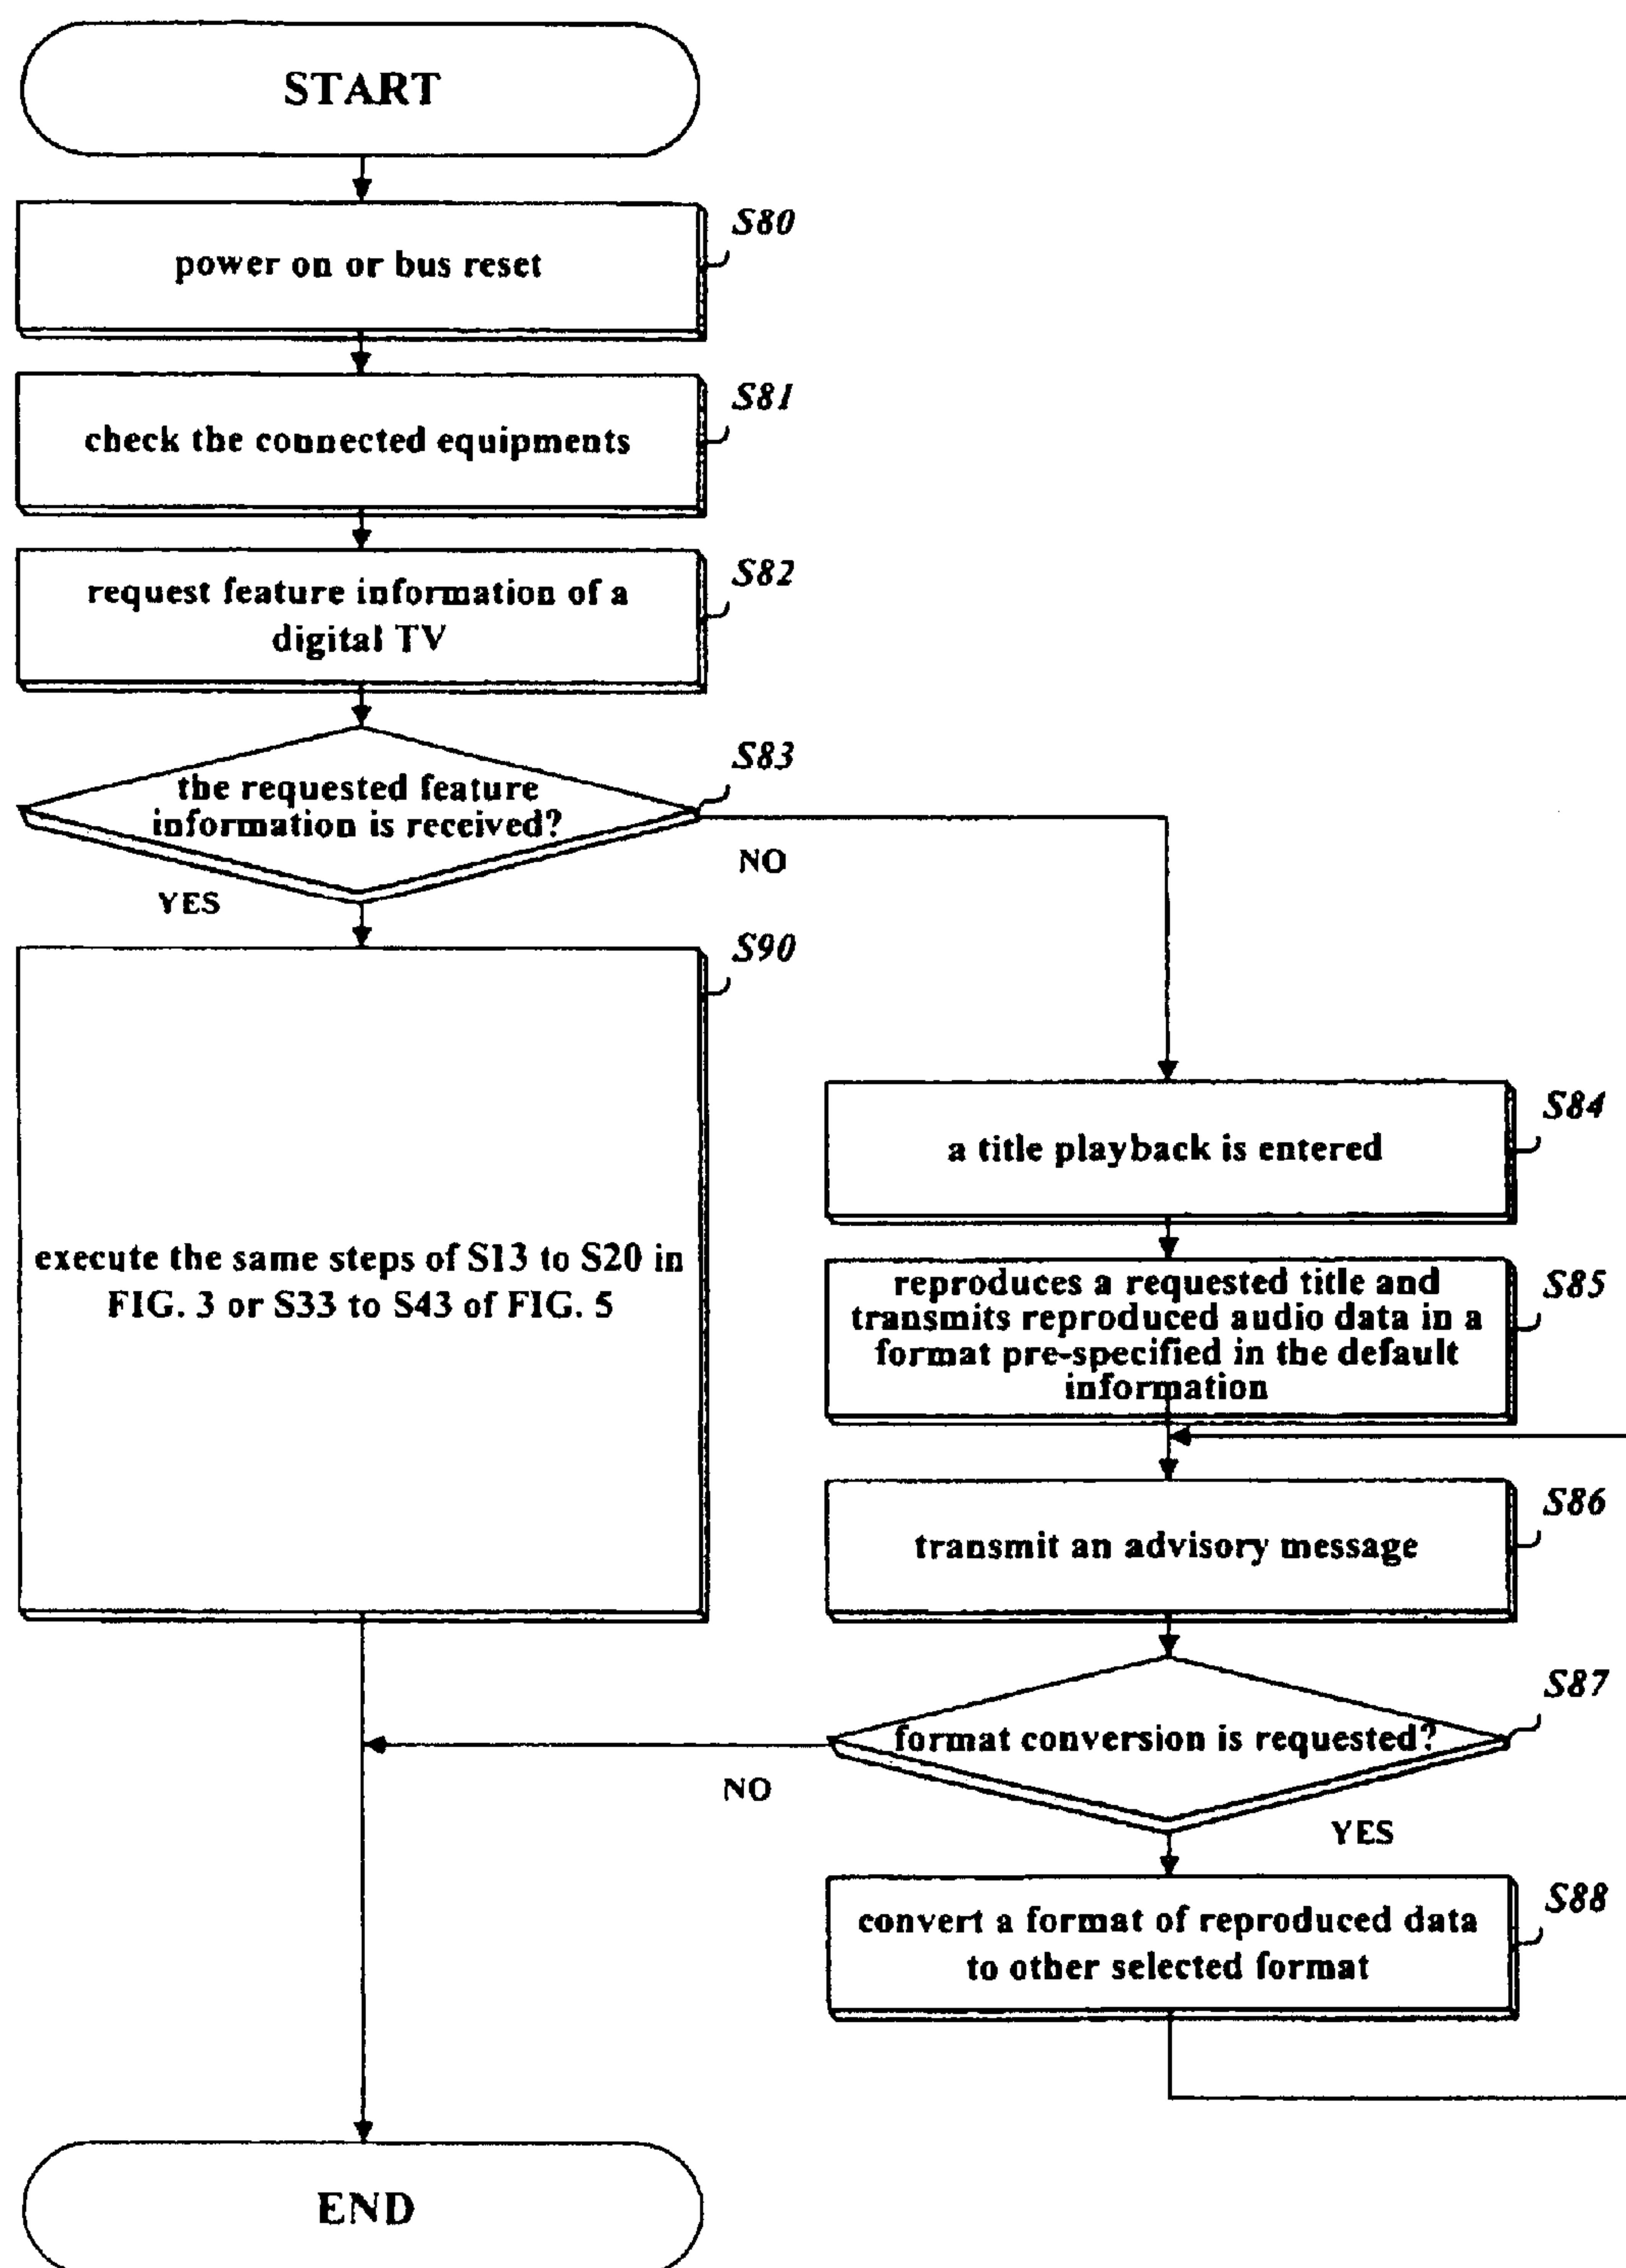 START
S80
power on or bus reset
S81
check the connected equipments
S82
request feature information of a
digital TV
S83
the requested feature
information is received?
NO
YES
S90
execute the same steps of S13 to S20 in
FIG. 3 or S33 to S43 of FIG. 5
S84
a title playback is entered
S85
reproduces a requested title and
transmits reproduced audio data in a
format pre-specified in the default
information
S86
transmit an advisory message
S87
format conversion is requested?
NO
YES
S88
convert a format of reproduced data
to other selected format
END